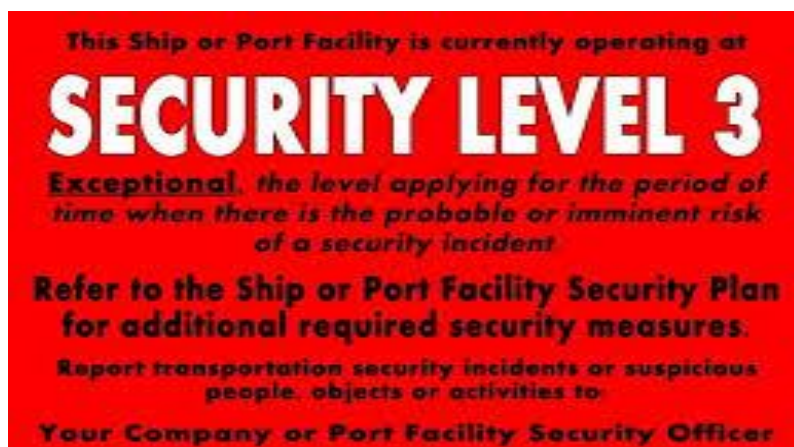 This Ship or Port Facility is currently operating at
SECURITY LEVEL 3
Exceptional, the level applying for the period of
time when there is the probable or imminent risk
of a security incident
Refer to the Ship or Port Facility Security Plan
for additional required security measures.
Report transportation security incidents or suspicious
people, objects or activities to
Your Company or Port Facility Security Officer